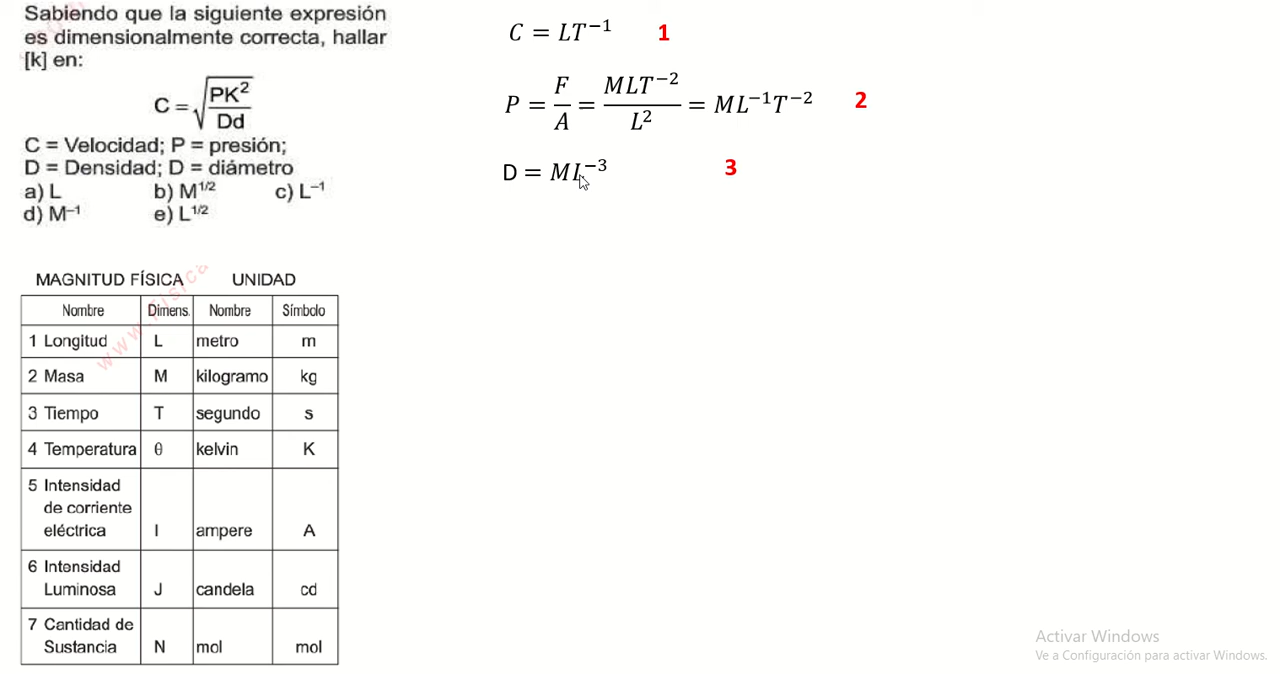 Sabiendo que la siguiente expresión
es dimensionalmente correcta, hallar
[k] en:
C = √(PK²/Dd)
C = Velocidad; P = presión;
D = Densidad; D = diámetro
a) L b) M^1/2 c) L⁻¹
d) M⁻¹ e) L^1/2
C = LT⁻¹ 1
P = F/A = MLT⁻²/L² = ML⁻¹T⁻² 2
D = ML⁻³ 3
MAGNITUD FÍSICA UNIDAD
Nombre Dimens. Nombre Símbolo
1 Longitud L metro m
2 Masa M kilogramo kg
3 Tiempo T segundo s
4 Temperatura θ kelvin K
5 Intensidad
de corriente
eléctrica I ampere A
6 Intensidad
Luminosa J candela cd
7 Cantidad de
Sustancia N mol mol
Activar Windows
Ve a Configuración para activar Windows.